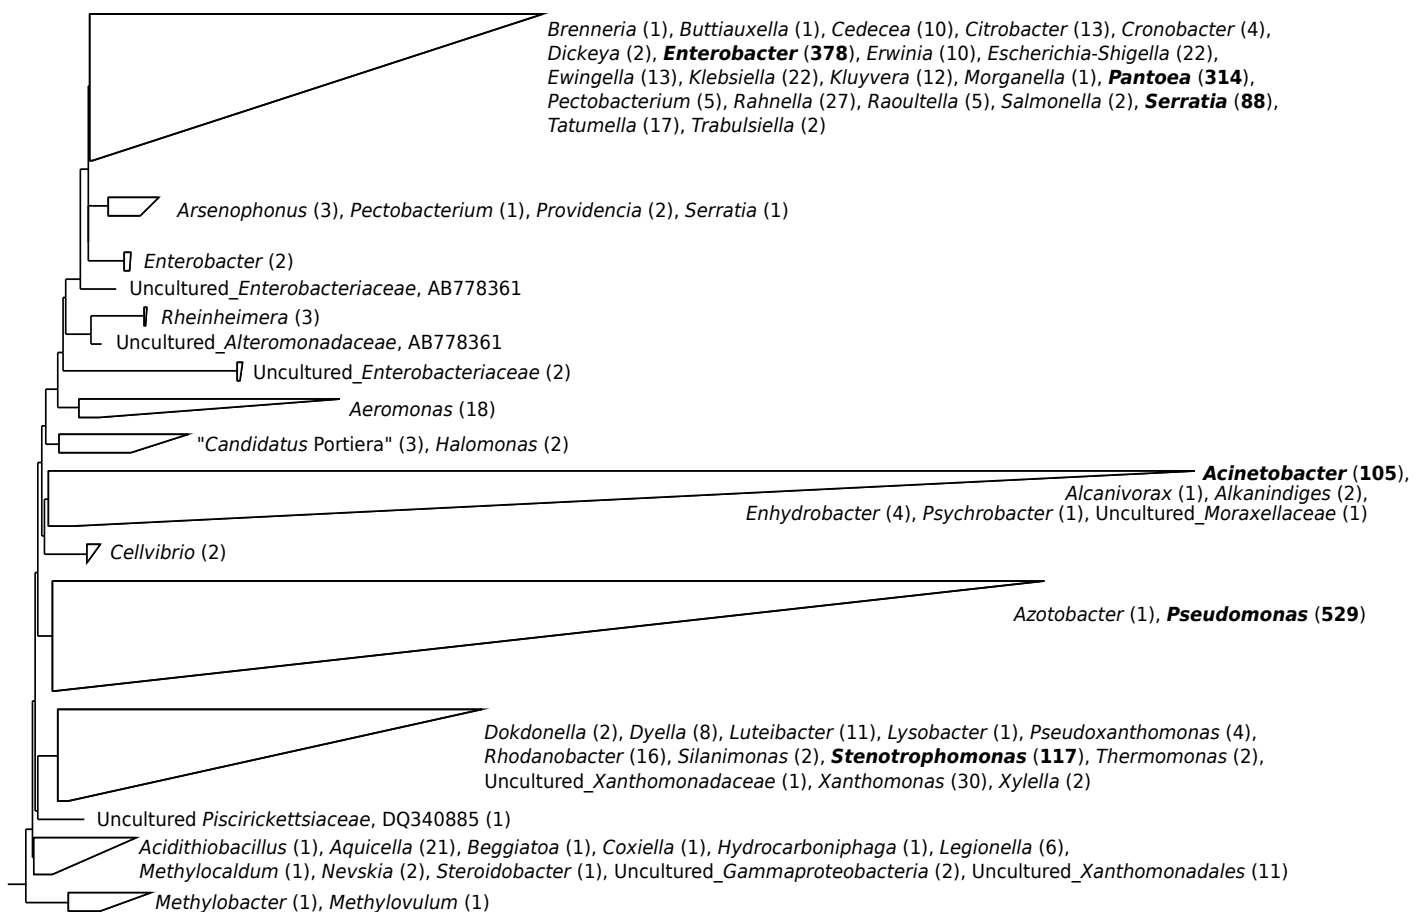 Brenneria (1), Buttiauxella (1), Cedecea (10), Citrobacter (13), Cronobacter (4),
Dickeya (2), Enterobacter (378), Erwinia (10), Escherichia-Shigella (22),
Ewingella (13), Klebsiella (22), Kluyvera (12), Morganella (1), Pantoea (314),
Pectobacterium (5), Rahnella (27), Raoultella (5), Salmonella (2), Serratia (88),
Tatumella (17), Trabulsiella (2)
Arsenophonus (3), Pectobacterium (1), Providencia (2), Serratia (1)
Enterobacter (2)
Uncultured_Enterobacteriaceae, AB778361
Rheinheimera (3)
Uncultured_Alteromonadaceae, AB778361
Uncultured_Enterobacteriaceae (2)
Aeromonas (18)
"Candidatus Portiera" (3), Halomonas (2)
Acinetobacter (105),
Alcanivorax (1), Alkanindiges (2),
Enhydrobacter (4), Psychrobacter (1), Uncultured_Moraxellaceae (1)
Cellvibrio (2)
Azotobacter (1), Pseudomonas (529)
Dokdonella (2), Dyella (8), Luteibacter (11), Lysobacter (1), Pseudoxanthomonas (4),
Rhodanobacter (16), Silanimonas (2), Stenotrophomonas (117), Thermomonas (2),
Uncultured_Xanthomonadaceae (1), Xanthomonas (30), Xylella (2)
Uncultured Piscirickettsiaceae, DQ340885 (1)
Acidithiobacillus (1), Aquicella (21), Beggiatoa (1), Coxiella (1), Hydrocarboniphaga (1), Legionella (6),
Methylocaldum (1), Nevskia (2), Steroidobacter (1), Uncultured_Gammaproteobacteria (2), Uncultured_Xanthomonadales (11)
Methylobacter (1), Methylovulum (1)